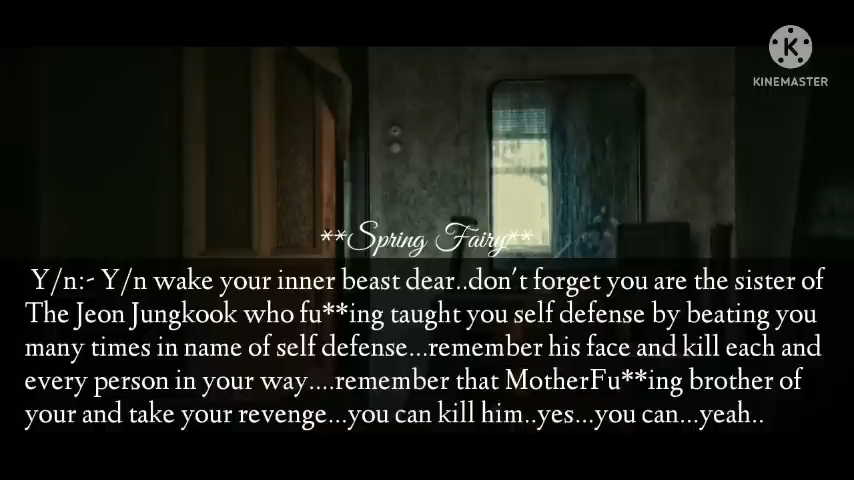 KINEMASTER
**Spring Fairy**
Y/n:- Y/n wake your inner beast dear..don't forget you are the sister of
The Jeon Jungkook who fu**ing taught you self defense by beating you
many times in name of self defense...remember his face and kill each and
every person in your way....remember that MotherFu**ing brother of
your and take your revenge...you can kill him..yes...you can...yeah..